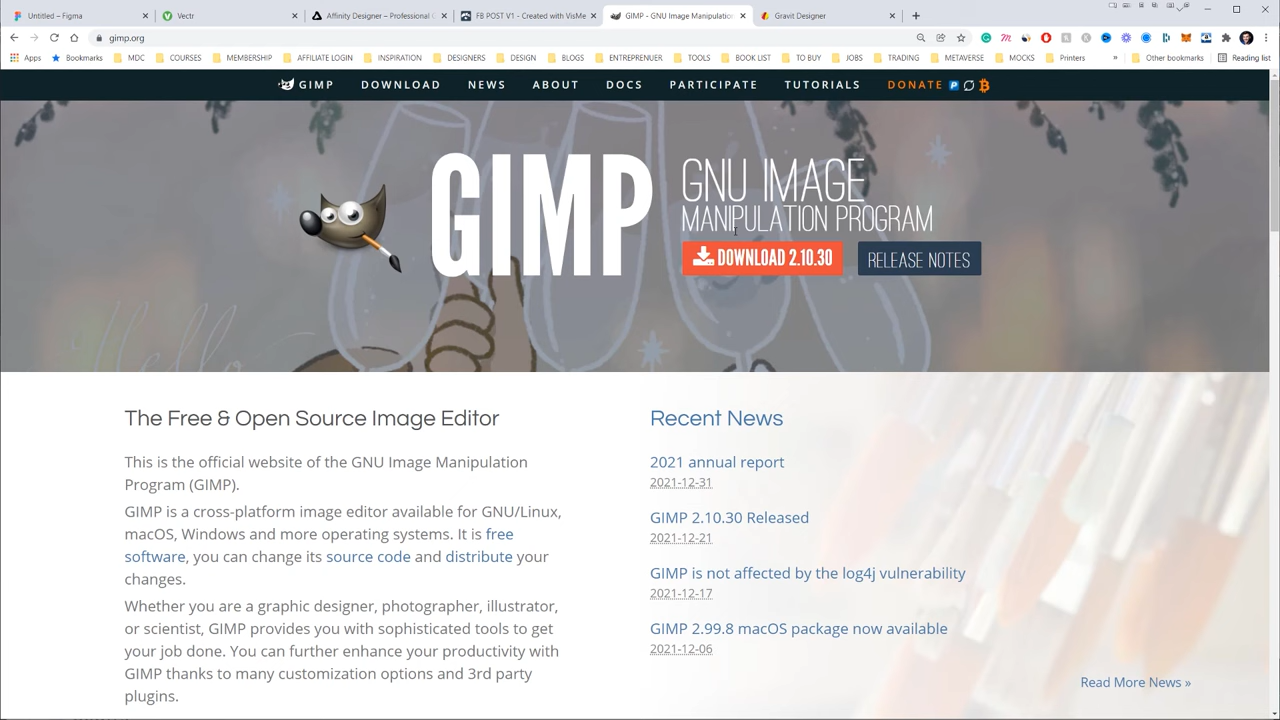 Untitled – Figma
Vectr
Affinity Designer – Professional
FB POST V1 - Created with VisMe
GIMP - GNU Image Manipulation
Gravit Designer
gimp.org
Apps
Bookmarks
MDC
COURSES
MEMBERSHIP
AFFILIATE LOGIN
INSPIRATION
DESIGNERS
DESIGN
BLOGS
ENTREPRENUER
TOOLS
BOOK LIST
TO BUY
JOBS
TRADING
METAVERSE
MOCKS
Printers
»
Other bookmarks
Reading list
GIMP
DOWNLOAD
NEWS
ABOUT
DOCS
PARTICIPATE
TUTORIALS
DONATE
GIMP
GNU IMAGE
MANIPULATION PROGRAM
DOWNLOAD 2.10.30
RELEASE NOTES
Hello
The Free & Open Source Image Editor
This is the official website of the GNU Image Manipulation
Program (GIMP).
GIMP is a cross-platform image editor available for GNU/Linux,
macOS, Windows and more operating systems. It is free
software, you can change its source code and distribute your
changes.
Whether you are a graphic designer, photographer, illustrator,
or scientist, GIMP provides you with sophisticated tools to get
your job done. You can further enhance your productivity with
GIMP thanks to many customization options and 3rd party
plugins.
Recent News
2021 annual report
2021-12-31
GIMP 2.10.30 Released
2021-12-21
GIMP is not affected by the log4j vulnerability
2021-12-17
GIMP 2.99.8 macOS package now available
2021-12-06
Read More News »